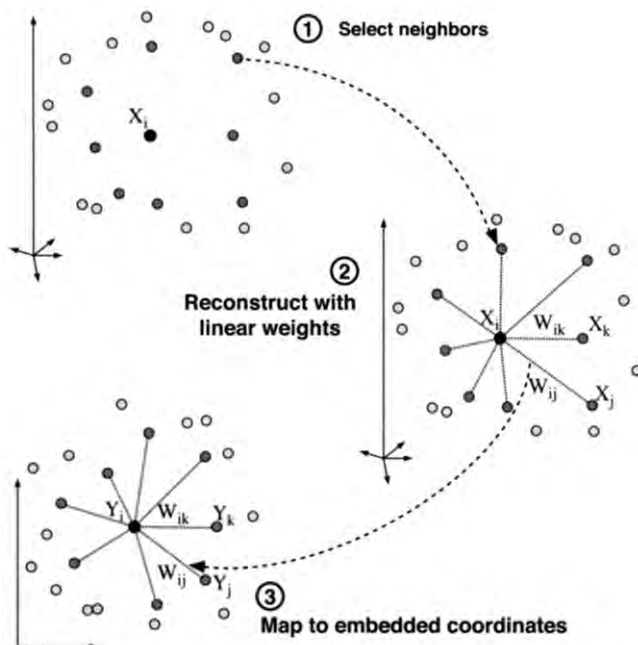 ① Select neighbors
X_i
②
Reconstruct with
linear weights
X_i
W_ik
X_k
W_ij
X_j
Y_i
W_ik
Y_k
W_ij
Y_j
③
Map to embedded coordinates